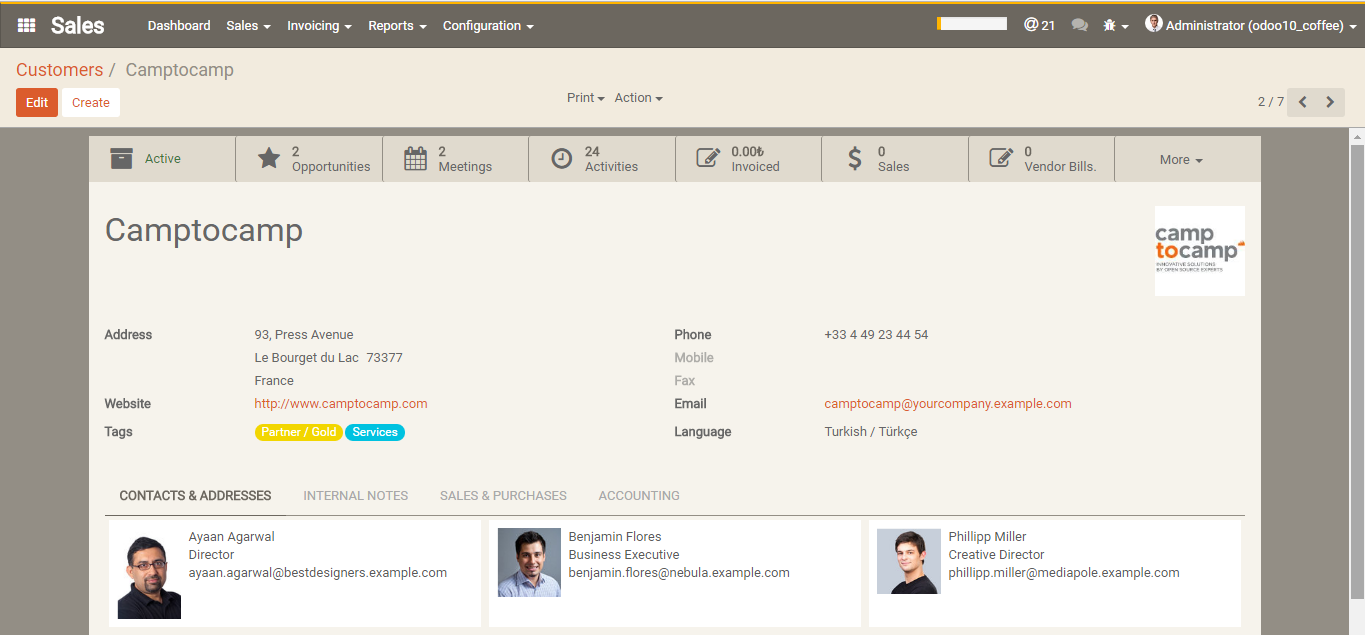 Sales
Dashboard Sales Invoicing Reports Configuration
@ 21 Administrator (odoo10_coffee)
Customers / Camptocamp
Edit Create
Print Action
2 / 7
Active
2 Opportunities
2 Meetings
24 Activities
0.00₺ Invoiced
0 Sales
0 Vendor Bills.
More
Camptocamp
camp
tocamp
INNOVATIVE SOLUTIONS
BY OPEN SOURCE EXPERTS
Address 93, Press Avenue
Le Bourget du Lac 73377
France
Website http://www.camptocamp.com
Tags Partner / Gold Services
Phone +33 4 49 23 44 54
Mobile
Fax
Email camptocamp@yourcompany.example.com
Language Turkish / Türkçe
CONTACTS & ADDRESSES INTERNAL NOTES SALES & PURCHASES ACCOUNTING
Ayaan Agarwal
Director
ayaan.agarwal@bestdesigners.example.com
Benjamin Flores
Business Executive
benjamin.flores@nebula.example.com
Phillipp Miller
Creative Director
phillipp.miller@mediapole.example.com